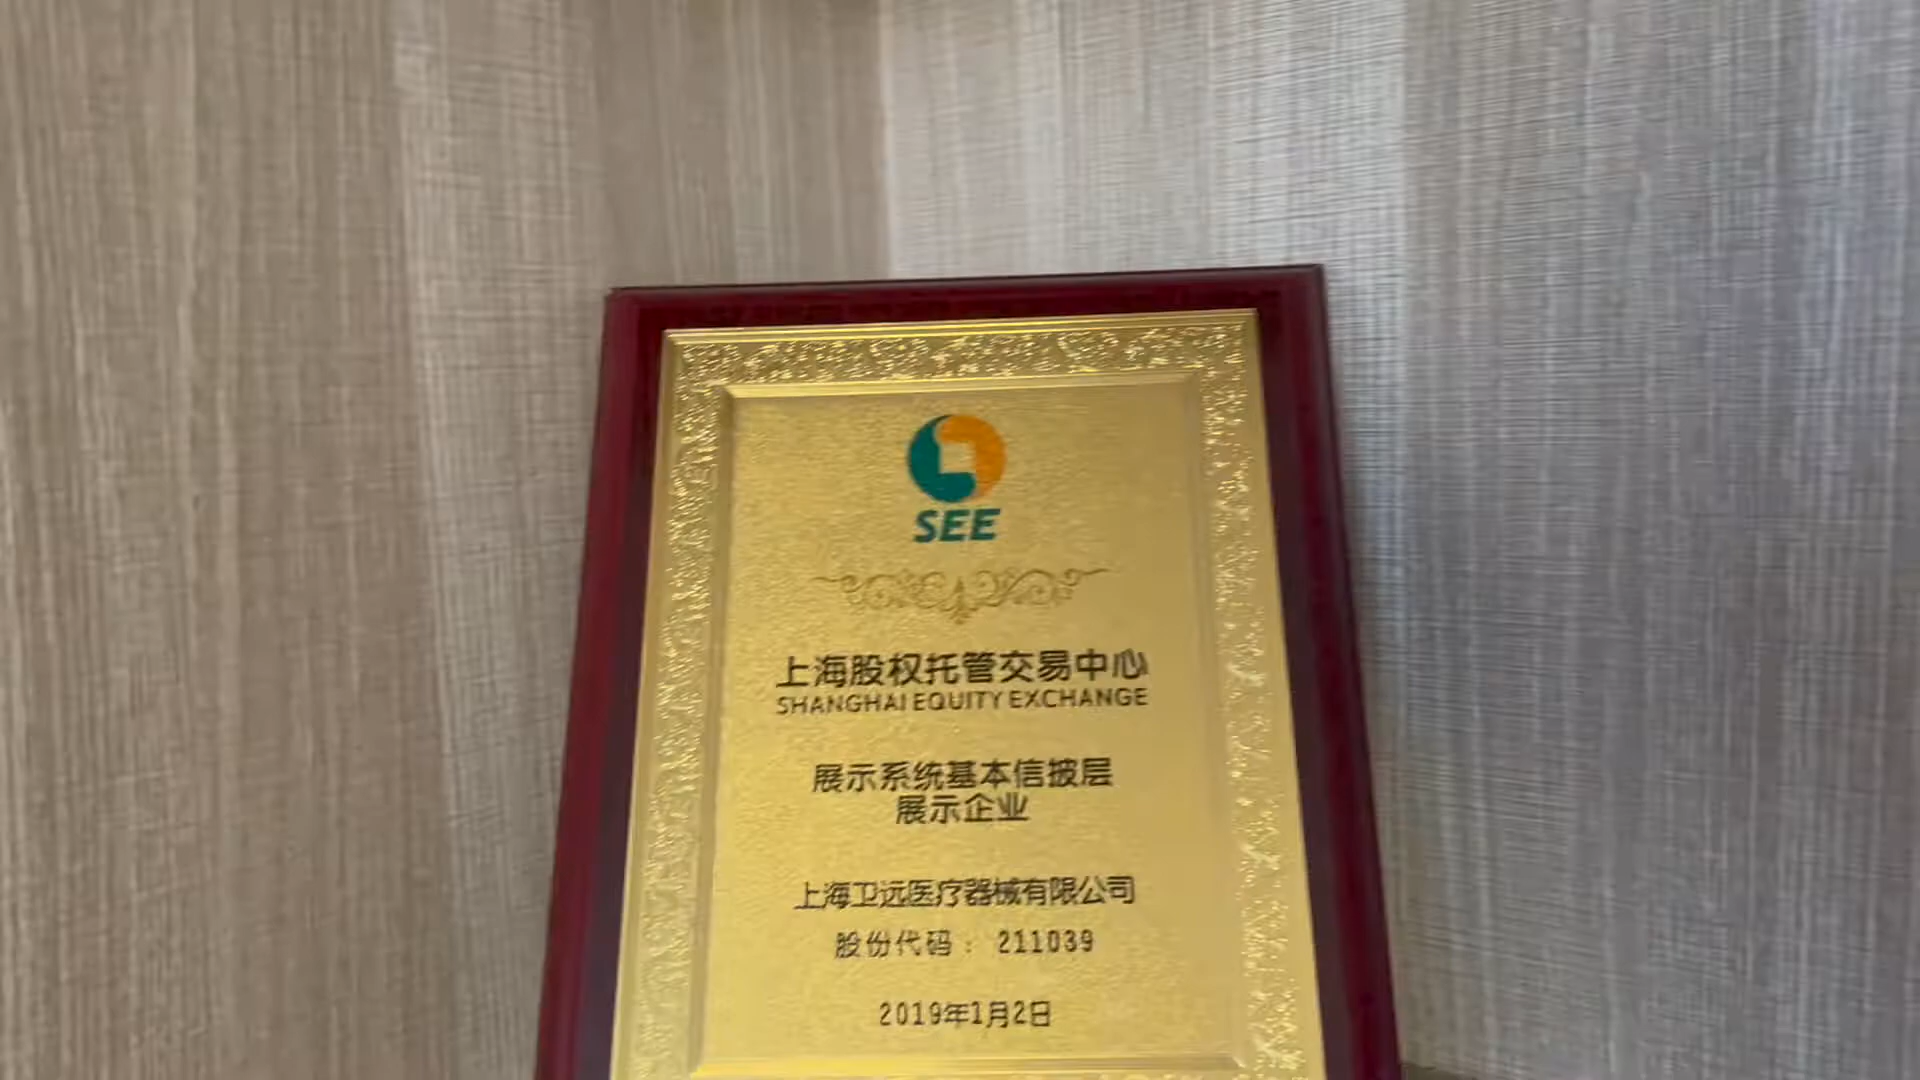 SEE
上海股权托管交易中心
SHANGHAI EQUITY EXCHANGE
展示系统基本信披层
展示企业
上海卫远医疗器械有限公司
股份代码： 211039
2019年1月2日